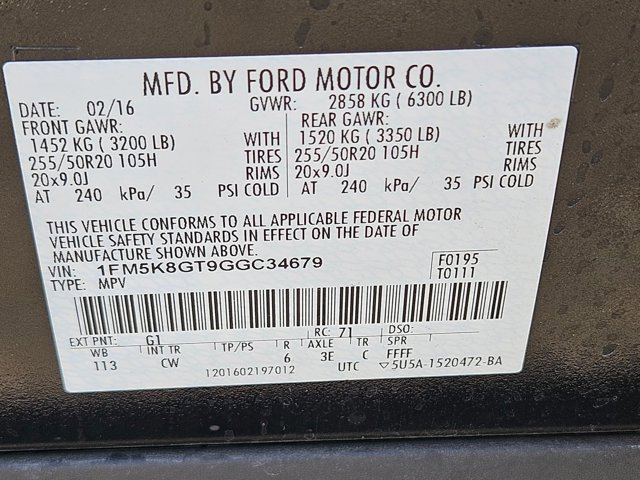 MFD. BY FORD MOTOR CO.
DATE: 02/16 GVWR: 2858 KG ( 6300 LB)
FRONT GAWR: REAR GAWR:
1452 KG ( 3200 LB) WITH 1520 KG ( 3350 LB) WITH
255/50R20 105H TIRES 255/50R20 105H TIRES
20x9.0J RIMS 20x9.0J RIMS
AT 240 kPa/ 35 PSI COLD AT 240 kPa/ 35 PSI COLD
THIS VEHICLE CONFORMS TO ALL APPLICABLE FEDERAL MOTOR
VEHICLE SAFETY STANDARDS IN EFFECT ON THE DATE OF
MANUFACTURE SHOWN ABOVE.
VIN: 1FM5K8GT9GGC34679 F0195
TYPE: MPV T0111
EXT PNT: G1 RC: 71 DSO:
WB INT TR TP/PS R AXLE TR SPR
113 CW 6 3E C FFFF
1201602197012 UTC ▽5U5A-1520472-BA